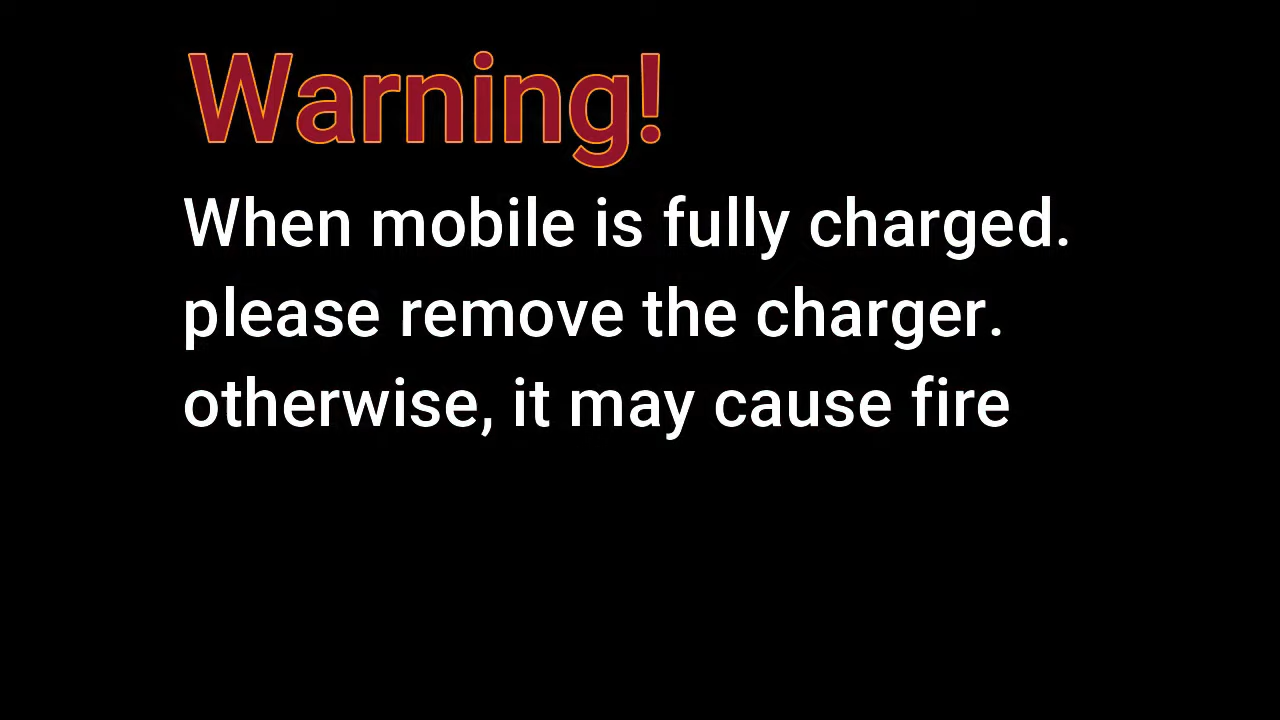 Warning!
When mobile is fully charged.
please remove the charger.
otherwise, it may cause fire